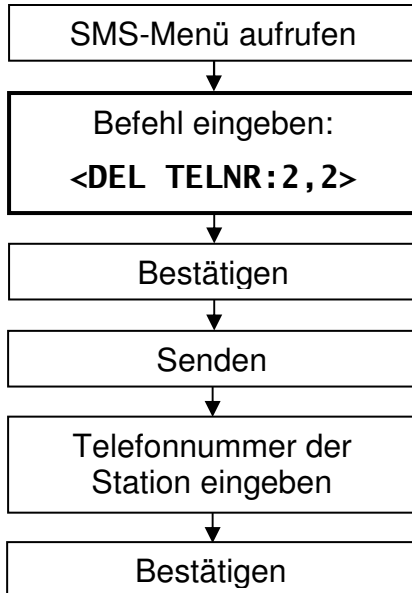 SMS-Menü aufrufen
Befehl eingeben:
<DEL TELNR:2,2>
Bestätigen
Senden
Telefonnummer der
Station eingeben
Bestätigen